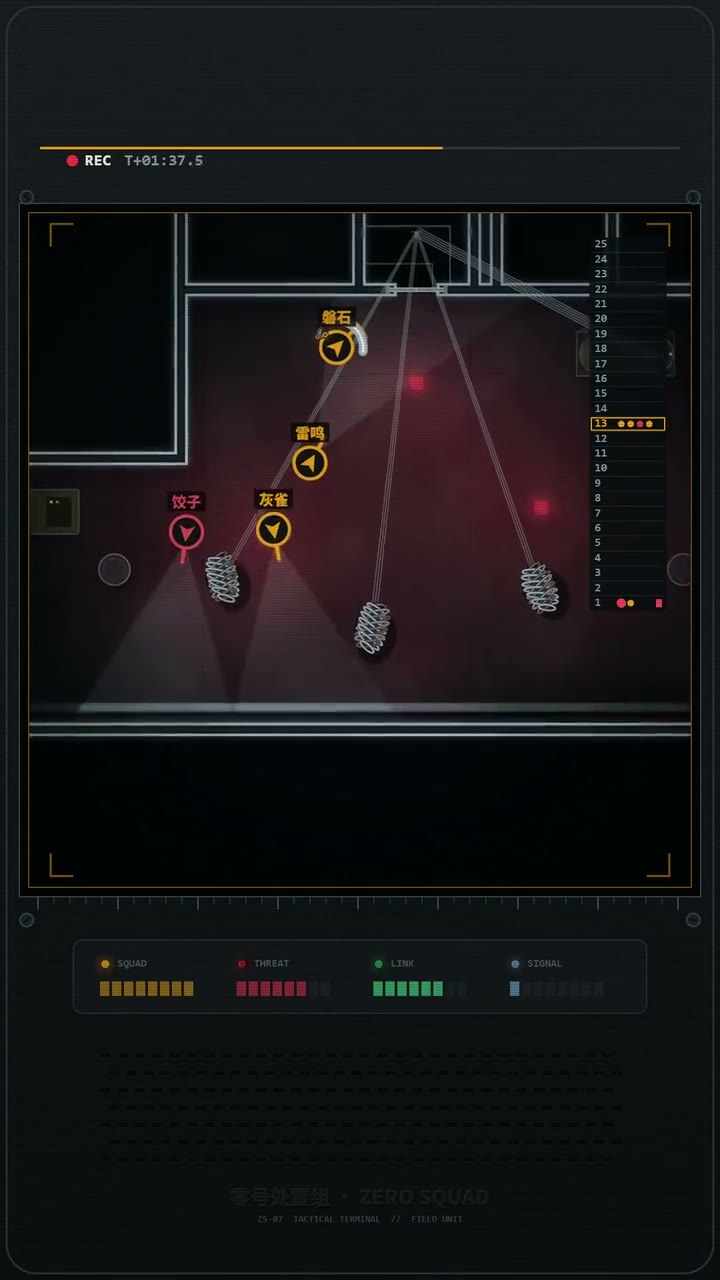 REC T+01:37.5
25
24
23
22
21
20
19
18
17
16
15
14
13
12
11
10
9
8
7
6
5
4
3
2
1
磐石
雷鸣
饺子
灰雀
SQUAD
THREAT
LINK
SIGNAL
零号处置组 · ZERO SQUAD
ZS-07 TACTICAL TERMINAL // FIELD UNIT